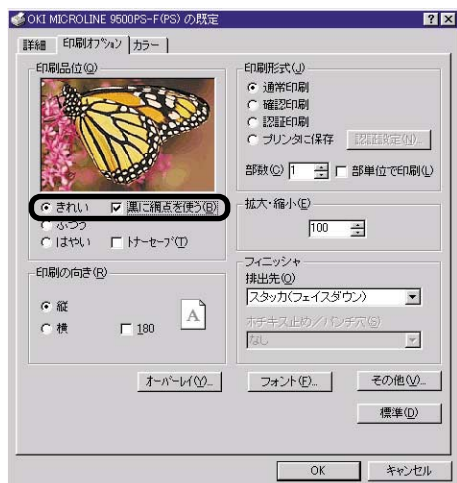 OKI MICROLINE 9500PS-F(PS) の既定
詳細 印刷ｵﾌﾟｼｮﾝ カラー
印刷品位(Q)
きれい 黒に網点を使う(B)
ふつう
はやい ﾄﾅｰｾｰﾌﾞ(T)
印刷の向き(R)
縦
横 180
A
印刷形式(J)
通常印刷
確認印刷
認証印刷
プリンタに保存 認証設定(N)...
部数(C) 1 部単位で印刷(L)
拡大・縮小(E)
100
フィニッシャ
排出先(O)
スタッカ(フェイスダウン)
ホチキス止め/パンチ穴(S)
なし
ｵｰﾊﾞｰﾚｲ(Y)... フォント(F)... その他(V)...
標準(D)
OK キャンセル